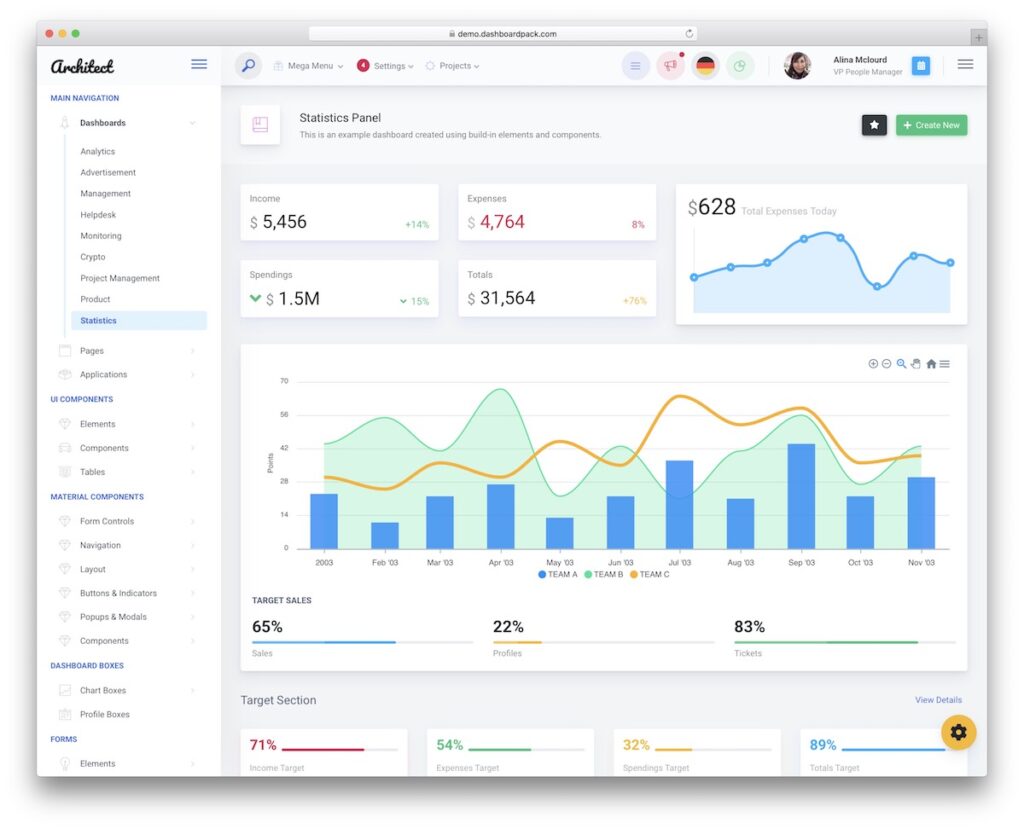 demo.dashboardpack.com
Architect
Mega Menu
4
Settings
Projects
Alina Mclourd
VP People Manager
MAIN NAVIGATION
Dashboards
Analytics
Advertisement
Management
Helpdesk
Monitoring
Crypto
Project Management
Product
Statistics
Pages
Applications
UI COMPONENTS
Elements
Components
Tables
MATERIAL COMPONENTS
Form Controls
Navigation
Layout
Buttons & Indicators
Popups & Modals
Components
DASHBOARD BOXES
Chart Boxes
Profile Boxes
FORMS
Elements
Statistics Panel
This is an example dashboard created using build-in elements and components.
Create New
Income
$ 5,456
+14%
Expenses
$ 4,764
8%
Spendings
$ 1.5M
15%
Totals
$ 31,564
+76%
$628 Total Expenses Today
70
56
42
28
14
0
Points
2003 Feb '03 Mar '03 Apr '03 May '03 Jun '03 Jul '03 Aug '03 Sep '03 Oct '03 Nov '03
TEAM A TEAM B TEAM C
TARGET SALES
65%
Sales
22%
Profiles
83%
Tickets
Target Section
View Details
71%
Income Target
54%
Expenses Target
32%
Spendings Target
89%
Totals Target